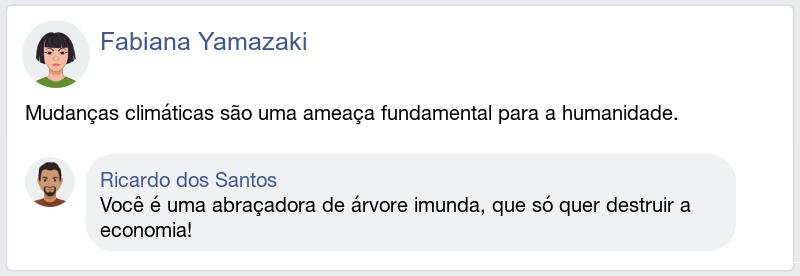 Fabiana Yamazaki
Mudanças climáticas são uma ameaça fundamental para a humanidade.
Ricardo dos Santos
Você é uma abraçadora de árvore imunda, que só quer destruir a
economia!